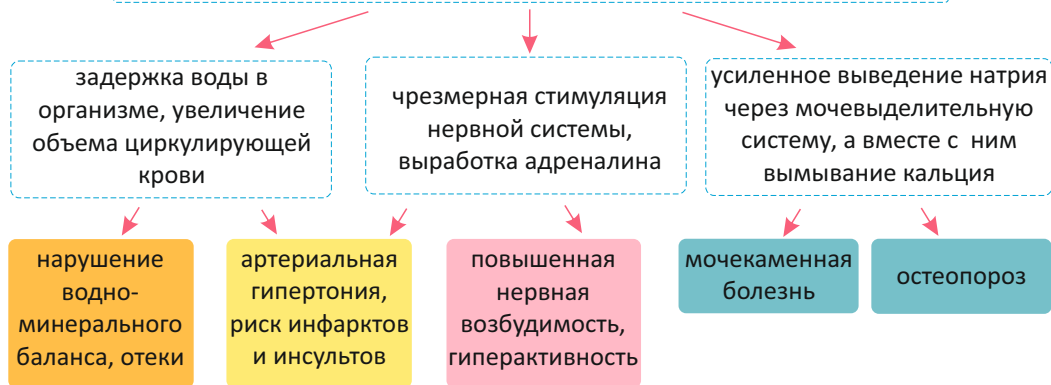 задержка воды в
организме, увеличение
объема циркулирующей
крови
чрезмерная стимуляция
нервной системы,
выработка адреналина
усиленное выведение натрия
через мочевыделительную
систему, а вместе с ним
вымывание кальция
нарушение
водно-
минерального
баланса, отеки
артериальная
гипертония,
риск инфарктов
и инсультов
повышенная
нервная
возбудимость,
гиперактивность
мочекаменная
болезнь
остеопороз